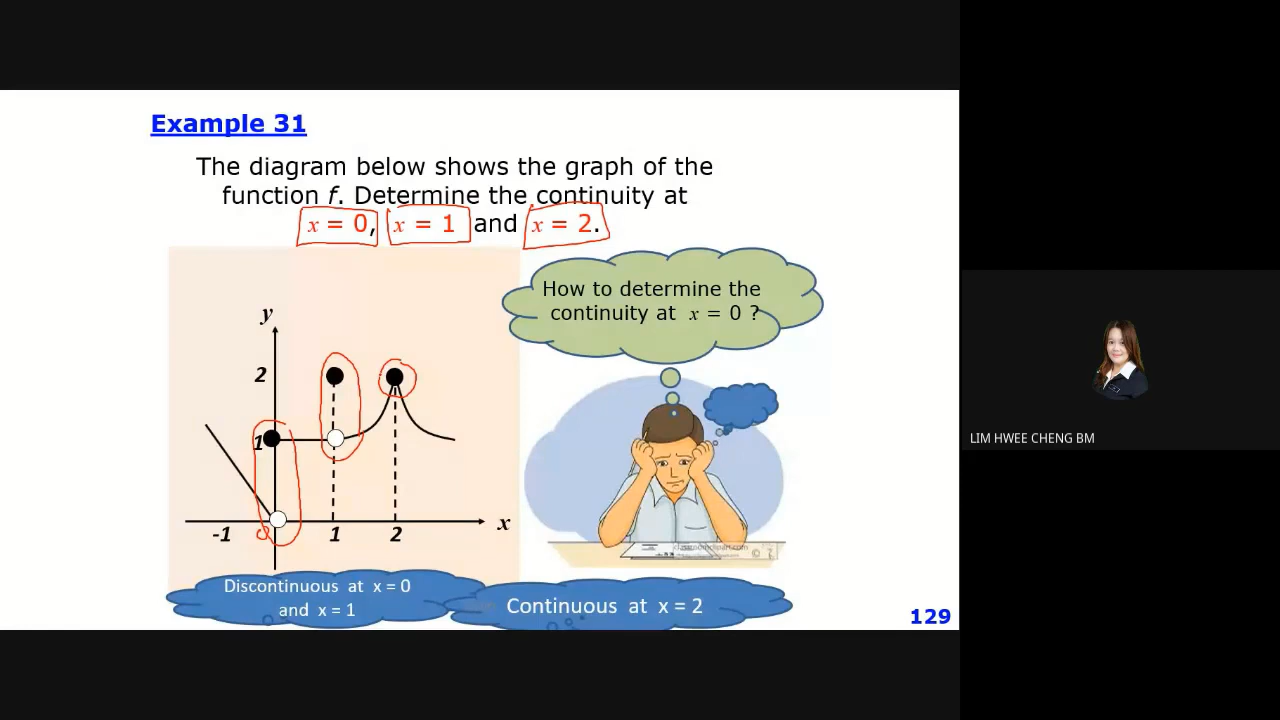 Example 31
The diagram below shows the graph of the
function f. Determine the continuity at
x = 0, x = 1 and x = 2.
How to determine the
continuity at x = 0 ?
y
2
1
0
-1
1
2
x
Discontinuous at x = 0
and x = 1
Continuous at x = 2
129
LIM HWEE CHENG BM